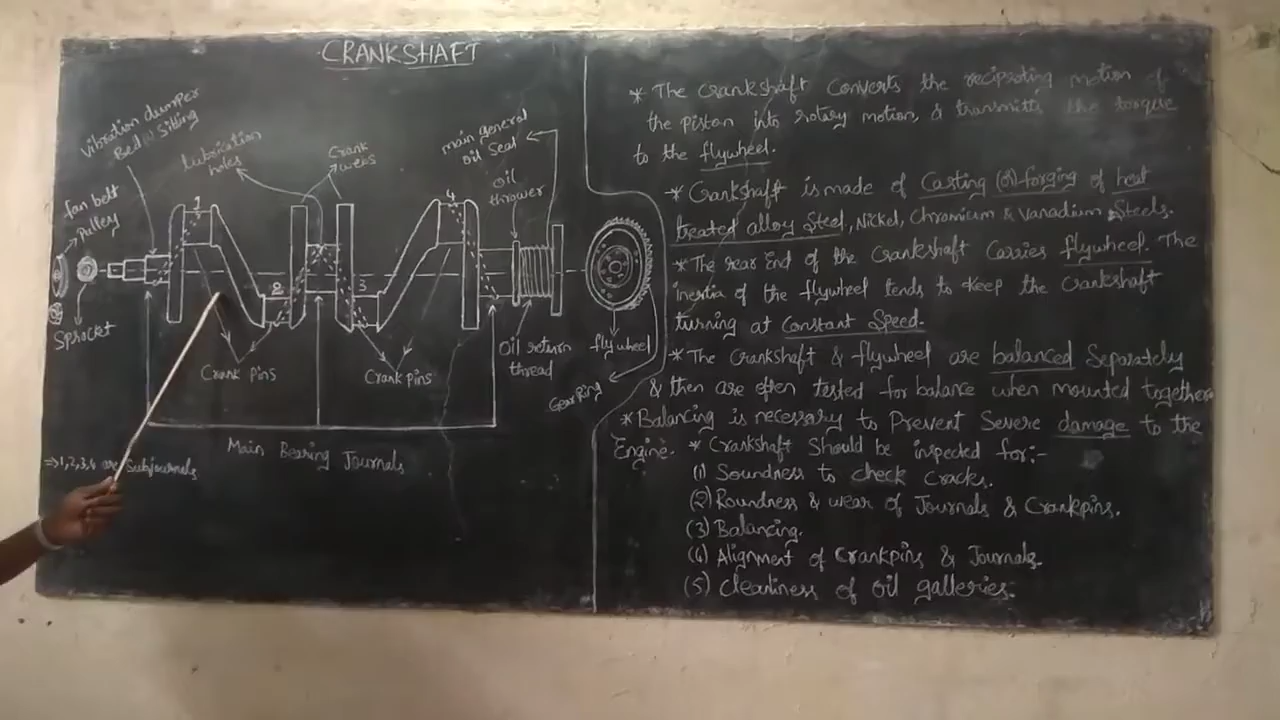 CRANKSHAFT
Vibration dumper
Sitting
fan belt
Pulley
Sprocket
Lubrication
holes
Crank
webs
main general
oil Seal
oil
thrower
1
2
3
4
Crank Pins
Crank pins
Oil return
thread
flywheel
Gear Ring
Main Bearing Journals
⇒1,2,3,4 are Subjournals
* The Crankshaft Converts the reciproting motion of
the Piston into rotary motion, & transmitts the torque
to the flywheel.
* Crankshaft is made of Casting (or) forging of heat
treated alloy Steel, Nickel, Chromium & Vanadium Steels.
* The rear End of the Crankshaft Carries flywheel. The
inertia of the flywheel tends to keep the Crankshaft
turning at Constant Speed.
* The Crankshaft & flywheel are balanced Separately
& then are often tested for balance when mounted together
* Balancing is necessary to Prevent Severe damage to the
Engine.
* Crankshaft Should be inspected for:-
(1) Soundness to check Cracks.
(2) Roundness & wear of Journals & Crankpins.
(3) Balancing.
(4) Alignment of Crankpins & Journals.
(5) Cleanliness of oil galleries.